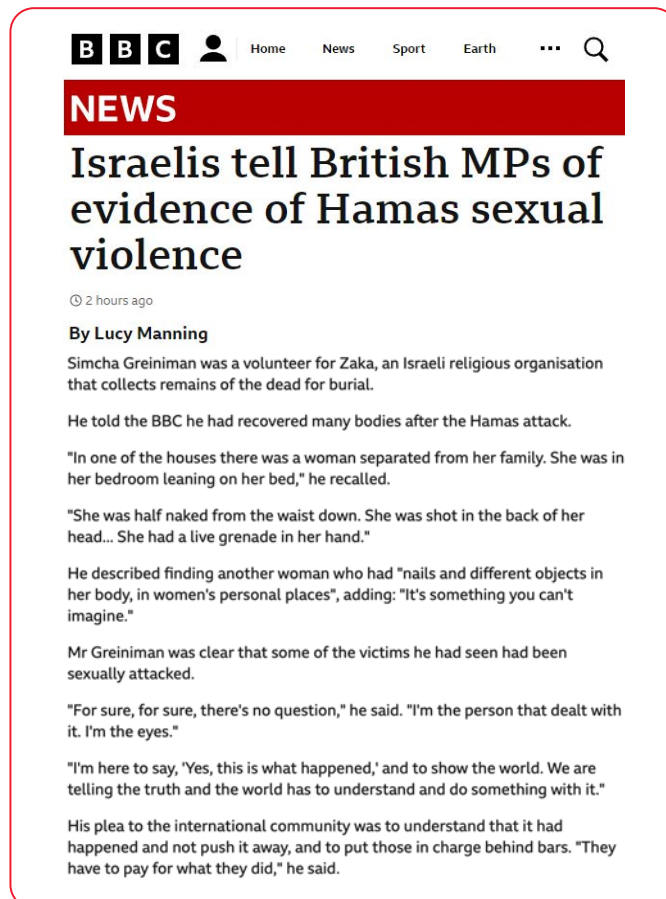 BBC Home News Sport Earth ...
NEWS
Israelis tell British MPs of
evidence of Hamas sexual
violence
2 hours ago
By Lucy Manning
Simcha Greiniman was a volunteer for Zaka, an Israeli religious organisation
that collects remains of the dead for burial.
He told the BBC he had recovered many bodies after the Hamas attack.
"In one of the houses there was a woman separated from her family. She was in
her bedroom leaning on her bed," he recalled.
"She was half naked from the waist down. She was shot in the back of her
head... She had a live grenade in her hand."
He described finding another woman who had "nails and different objects in
her body, in women's personal places", adding: "It's something you can't
imagine."
Mr Greiniman was clear that some of the victims he had seen had been
sexually attacked.
"For sure, for sure, there's no question," he said. "I'm the person that dealt with
it. I'm the eyes."
"I'm here to say, 'Yes, this is what happened,' and to show the world. We are
telling the truth and the world has to understand and do something with it."
His plea to the international community was to understand that it had
happened and not push it away, and to put those in charge behind bars. "They
have to pay for what they did," he said.